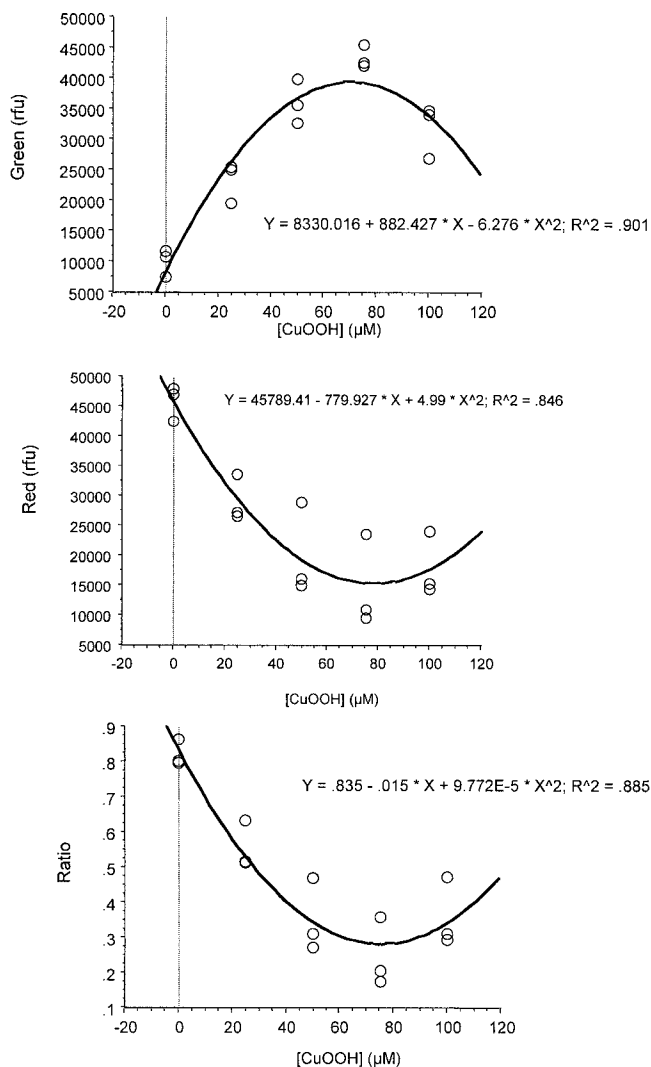 50000
45000
40000
35000
30000
25000
20000
15000
10000
5000
Green (rfu)
Y = 8330.016 + 882.427 * X - 6.276 * X^2; R^2 = .901
-20 0 20 40 60 80 100 120
[CuOOH] (µM)
50000
45000
40000
35000
30000
25000
20000
15000
10000
5000
Red (rfu)
Y = 45789.41 - 779.927 * X + 4.99 * X^2; R^2 = .846
-20 0 20 40 60 80 100 120
[CuOOH] (µM)
.9
.8
.7
.6
.5
.4
.3
.2
.1
Ratio
Y = .835 - .015 * X + 9.772E-5 * X^2; R^2 = .885
-20 0 20 40 60 80 100 120
[CuOOH] (µM)